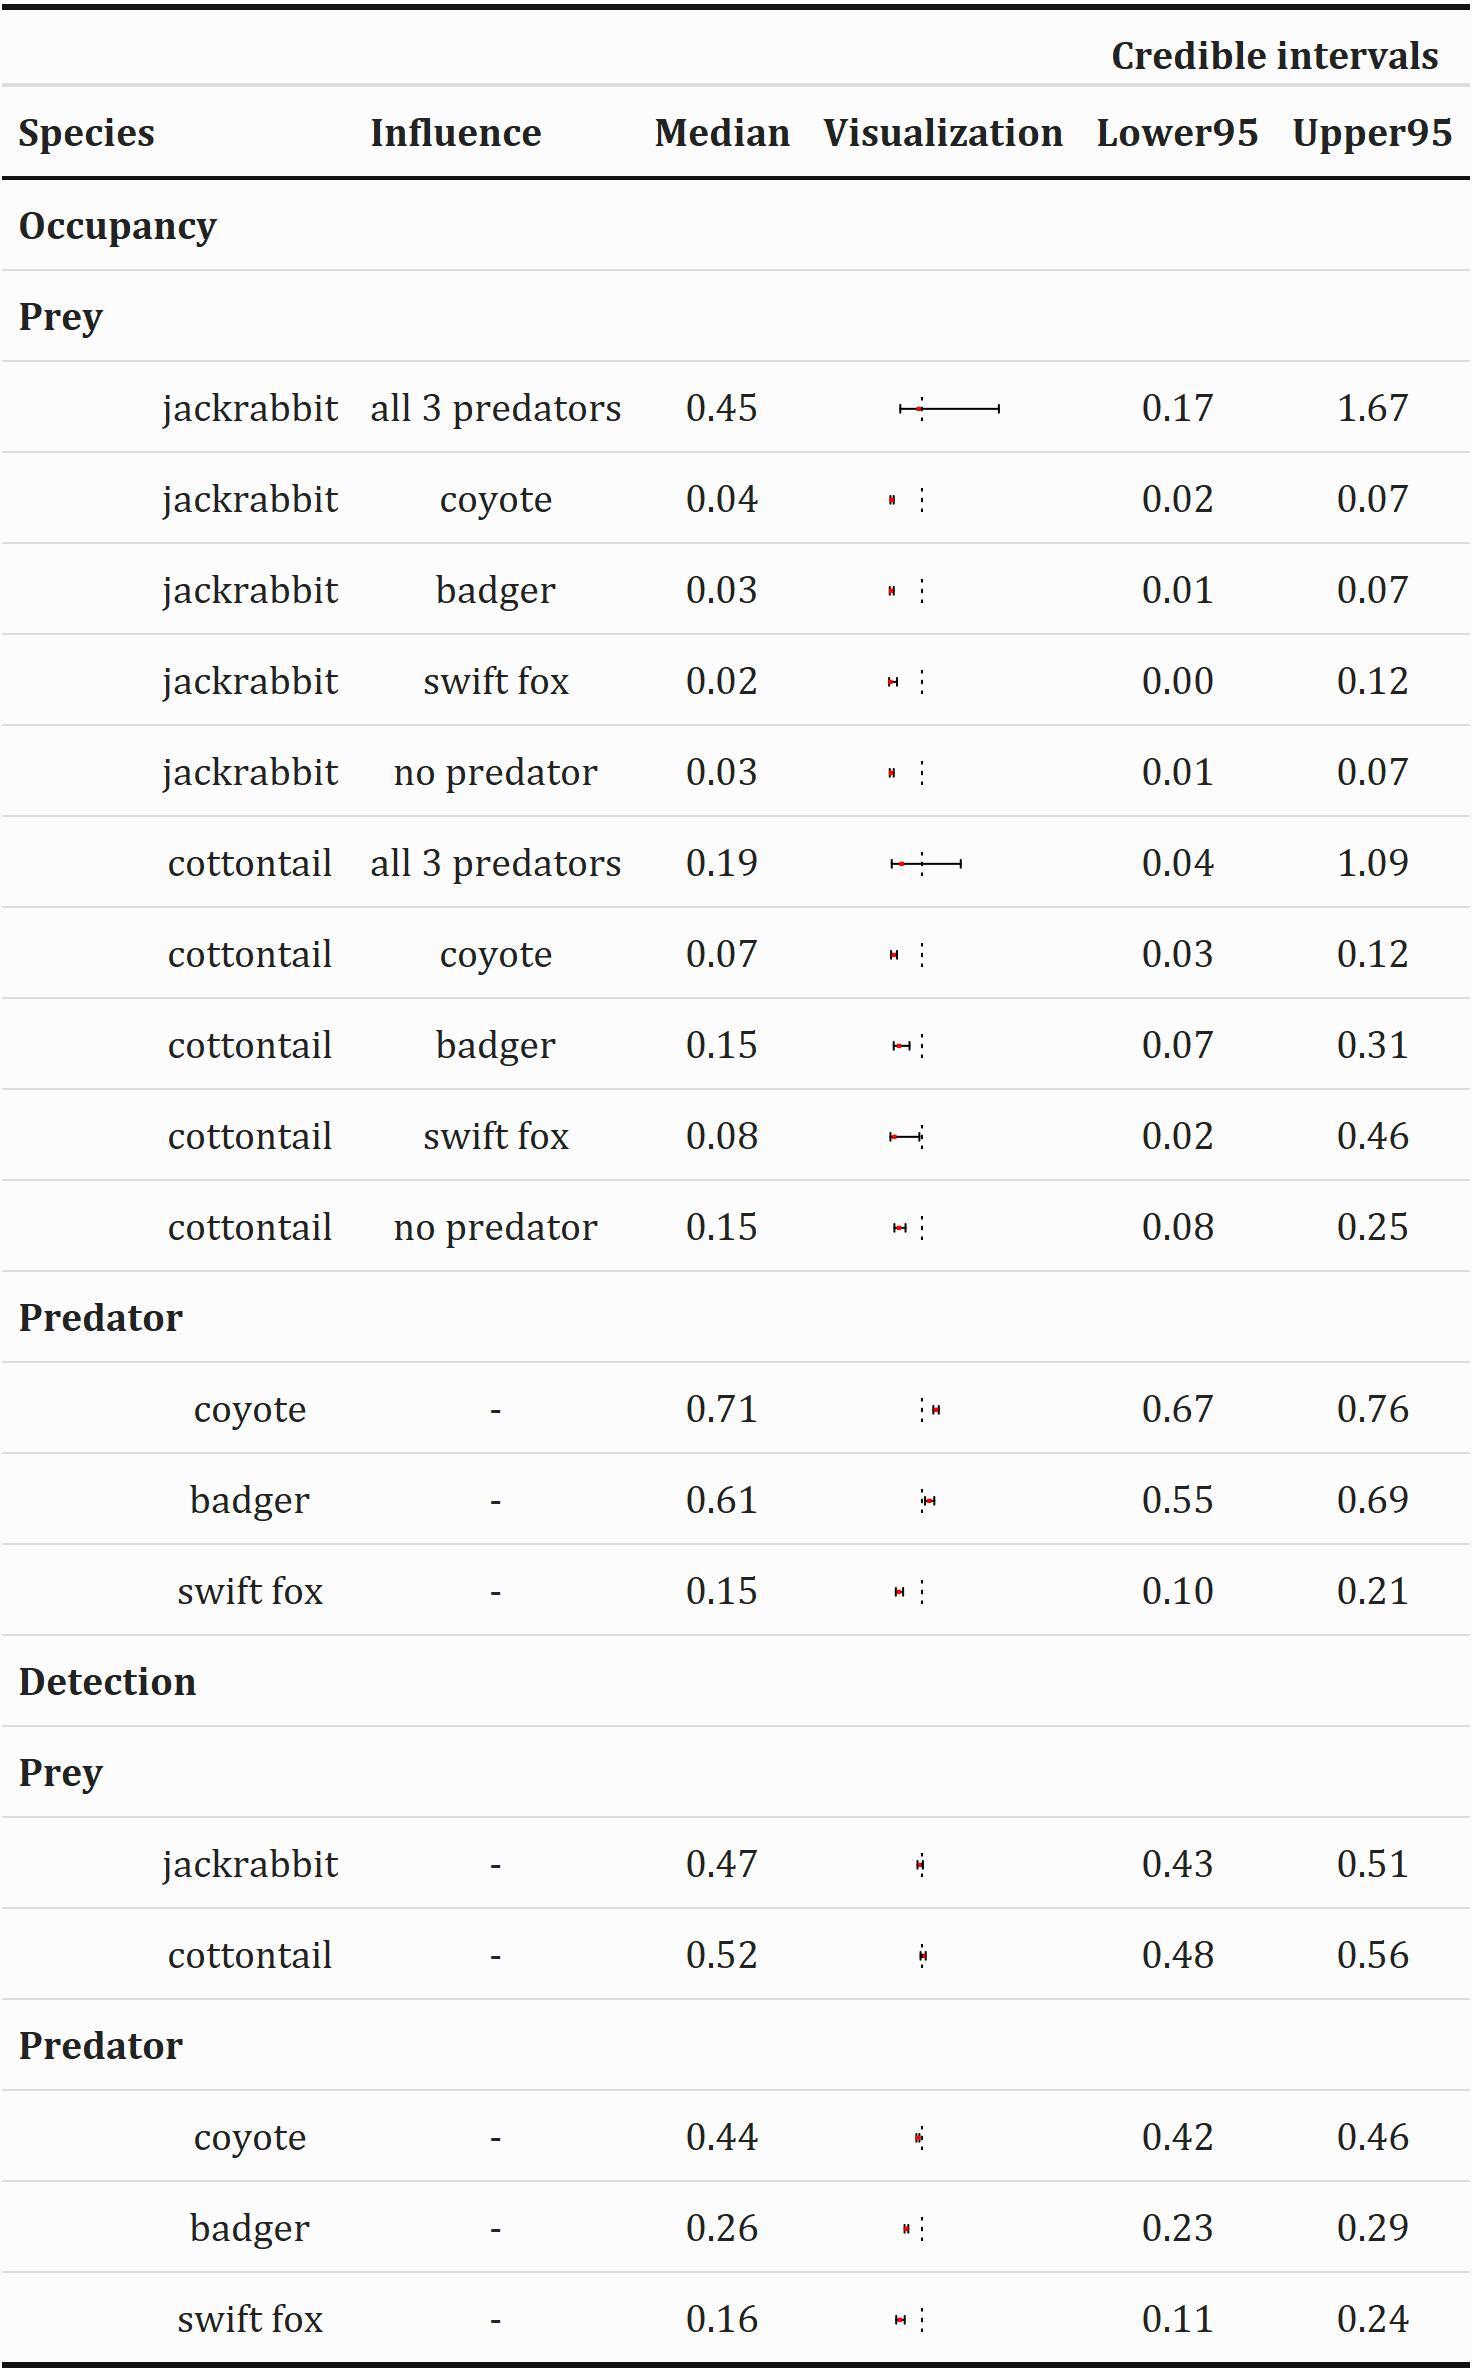 Credible intervals
Species Influence Median Visualization Lower95 Upper95
Occupancy
Prey
jackrabbit all 3 predators 0.45 0.17 1.67
jackrabbit coyote 0.04 0.02 0.07
jackrabbit badger 0.03 0.01 0.07
jackrabbit swift fox 0.02 0.00 0.12
jackrabbit no predator 0.03 0.01 0.07
cottontail all 3 predators 0.19 0.04 1.09
cottontail coyote 0.07 0.03 0.12
cottontail badger 0.15 0.07 0.31
cottontail swift fox 0.08 0.02 0.46
cottontail no predator 0.15 0.08 0.25
Predator
coyote - 0.71 0.67 0.76
badger - 0.61 0.55 0.69
swift fox - 0.15 0.10 0.21
Detection
Prey
jackrabbit - 0.47 0.43 0.51
cottontail - 0.52 0.48 0.56
Predator
coyote - 0.44 0.42 0.46
badger - 0.26 0.23 0.29
swift fox - 0.16 0.11 0.24